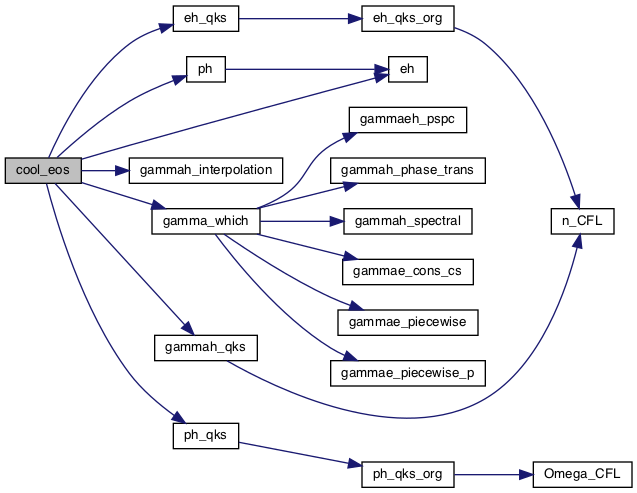 eh_qks
eh_qks_org
ph
eh
gammaeh_pspc
cool_eos
gammah_interpolation
gammah_phase_trans
gamma_which
gammah_spectral
n_CFL
gammae_cons_cs
gammae_piecewise
gammah_qks
gammae_piecewise_p
ph_qks
ph_qks_org
Omega_CFL